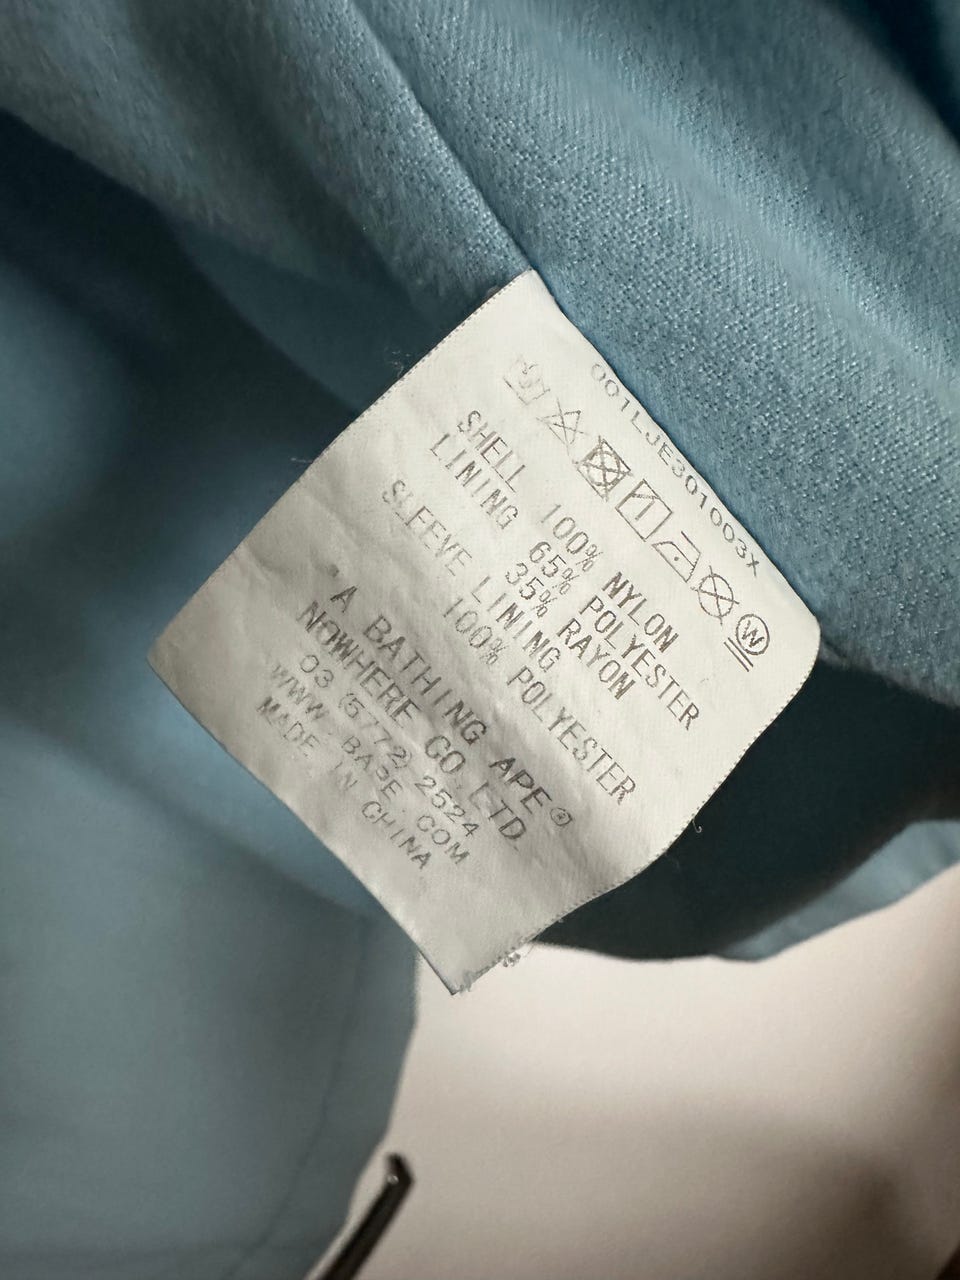 001LJE301003X
W
SHELL 100% NYLON
LINING 65% POLYESTER
35% RAYON
SLEEVE LINING
100% POLYESTER
"A BATHING APE®
NOWHERE CO.,LTD.
03 (5772) 2524
WWW.BAPE.COM
MADE IN CHINA